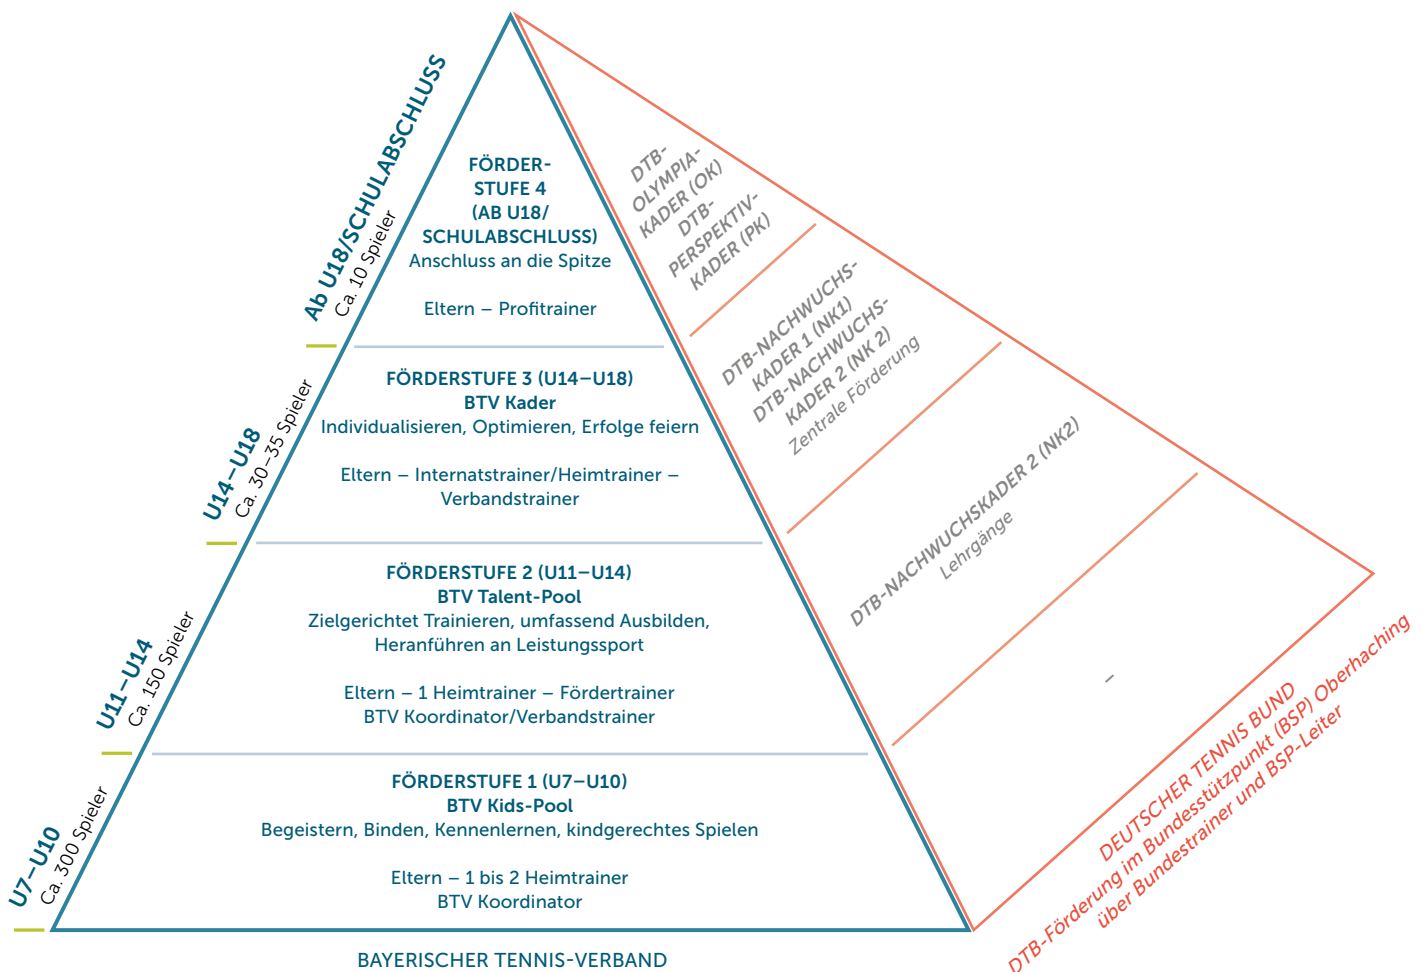 Ab U18/SCHULABSCHLUSS
Ca. 10 Spieler
FÖRDER-
STUFE 4
(AB U18/
SCHULABSCHLUSS)
Anschluss an die Spitze
Eltern – Profitrainer
DTB-
OLYMPIA-
KADER (OK)
DTB-
PERSPEKTIV-
KADER (PK)
U14–U18
Ca. 30–35 Spieler
FÖRDERSTUFE 3 (U14–U18)
BTV Kader
Individualisieren, Optimieren, Erfolge feiern
Eltern – Internatstrainer/Heimtrainer –
Verbandstrainer
DTB-NACHWUCHS-
KADER 1 (NK1)
DTB-NACHWUCHS-
KADER 2 (NK 2)
Zentrale Förderung
U11–U14
Ca. 150 Spieler
FÖRDERSTUFE 2 (U11–U14)
BTV Talent-Pool
Zielgerichtet Trainieren, umfassend Ausbilden,
Heranführen an Leistungssport
Eltern – 1 Heimtrainer – Fördertrainer
BTV Koordinator/Verbandstrainer
DTB-NACHWUCHSKADER 2 (NK2)
Lehrgänge
U7–U10
Ca. 300 Spieler
FÖRDERSTUFE 1 (U7–U10)
BTV Kids-Pool
Begeistern, Binden, Kennenlernen, kindgerechtes Spielen
Eltern – 1 bis 2 Heimtrainer
BTV Koordinator
–
BAYERISCHER TENNIS-VERBAND
DEUTSCHER TENNIS BUND
DTB-Förderung im Bundesstützpunkt (BSP) Oberhaching
über Bundestrainer und BSP-Leiter